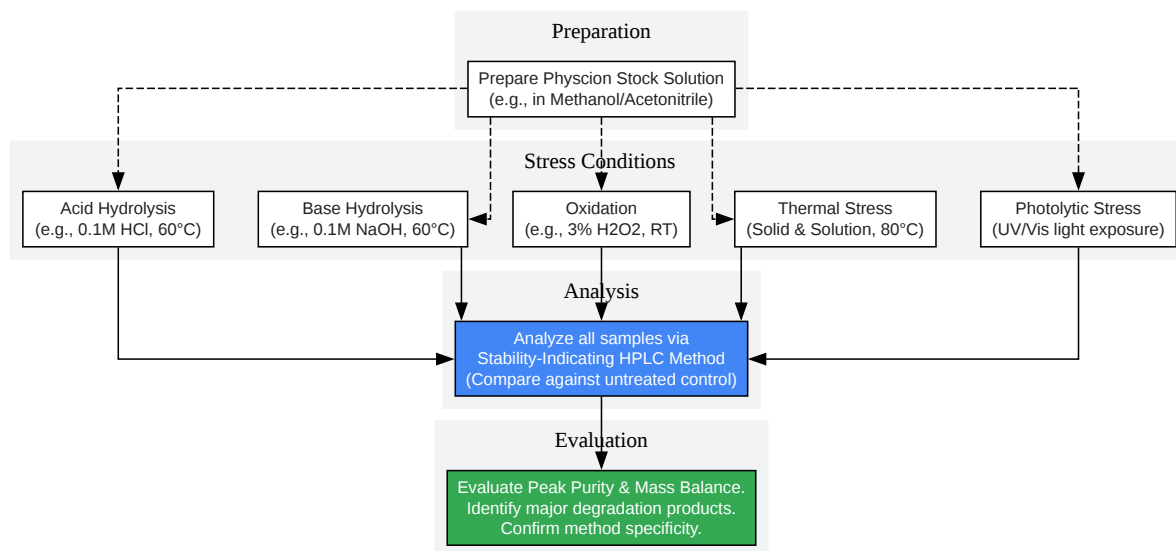 Preparation
Prepare Physcion Stock Solution
(e.g., in Methanol/Acetonitrile)
Stress Conditions
Acid Hydrolysis
(e.g., 0.1M HCl, 60°C)
Base Hydrolysis
(e.g., 0.1M NaOH, 60°C)
Oxidation
(e.g., 3% H2O2, RT)
Thermal Stress
(Solid & Solution, 80°C)
Photolytic Stress
(UV/Vis light exposure)
Analysis
Analyze all samples via
Stability-Indicating HPLC Method
(Compare against untreated control)
Evaluation
Evaluate Peak Purity & Mass Balance.
Identify major degradation products.
Confirm method specificity.